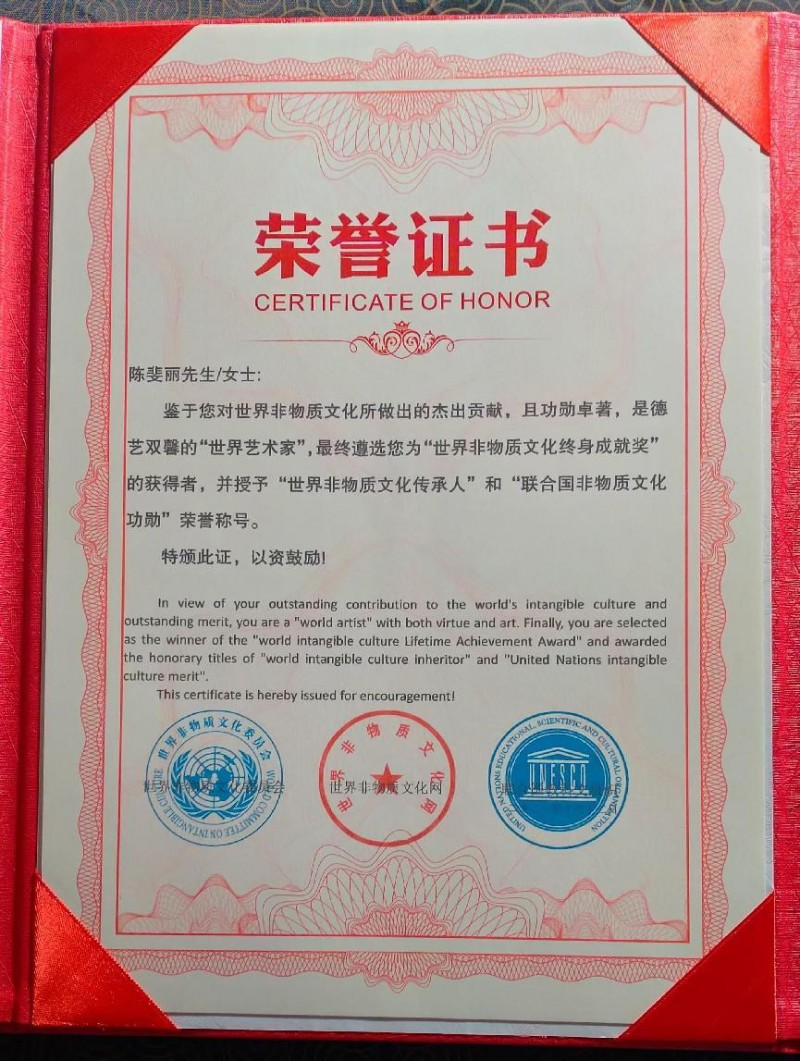 荣誉证书
CERTIFICATE OF HONOR
陈斐丽先生/女士:
鉴于您对世界非物质文化所做出的杰出贡献，且功勋卓著，是德
艺双馨的“世界艺术家”,最终遴选您为“世界非物质文化终身成就奖”
的获得者，并授予“世界非物质文化传承人”和“联合国非物质文化
功勋”荣誉称号。
特颁此证，以资鼓励!
In view of your outstanding contribution to the world's intangible culture and
outstanding merit, you are a "world artist" with both virtue and art. Finally, you are selected
as the winner of the "world intangible culture Lifetime Achievement Award" and awarded
the honorary titles of "world intangible culture inheritor" and "United Nations intangible
culture merit".
This certificate is hereby issued for encouragement!
世界非物质文化委员会
WORLD COMMITTEE ON INTANGIBLE CULTURE
世界非物质文化委员会
世界非物质文化网
世界非物质文化网
UNITED NATIONS EDUCATIONAL, SCIENTIFIC AND CULTURAL ORGANIZATION
UNESCO